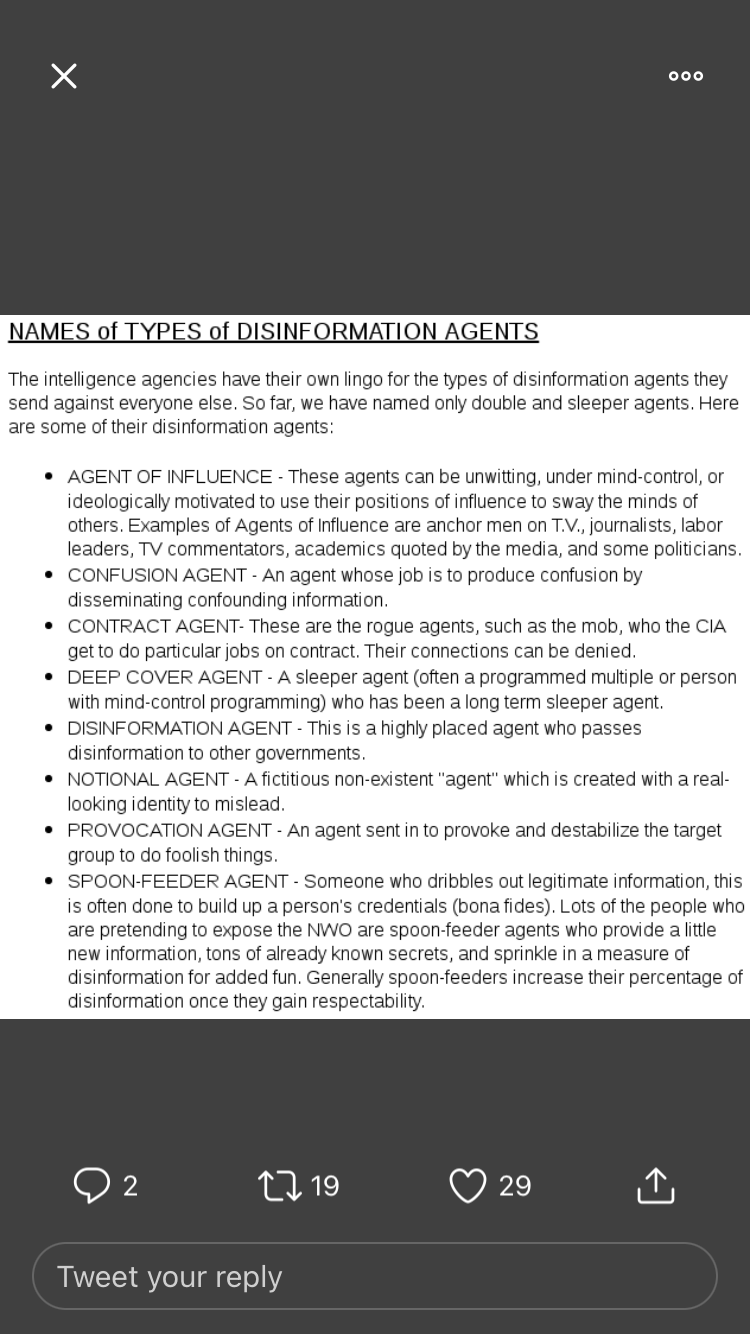 NAMES of TYPES of DISINFORMATION AGENTS
The intelligence agencies have their own lingo for the types of disinformation agents they
send against everyone else. So far, we have named only double and sleeper agents. Here
are some of their disinformation agents:
• AGENT OF INFLUENCE - These agents can be unwitting, under mind-control, or
ideologically motivated to use their positions of influence to sway the minds of
others. Examples of Agents of Influence are anchor men on T.V., journalists, labor
leaders, TV commentators, academics quoted by the media, and some politicians.
• CONFUSION AGENT - An agent whose job is to produce confusion by
disseminating confounding information.
• CONTRACT AGENT- These are the rogue agents, such as the mob, who the CIA
get to do particular jobs on contract. Their connections can be denied.
• DEEP COVER AGENT - A sleeper agent (often a programmed multiple or person
with mind-control programming) who has been a long term sleeper agent.
• DISINFORMATION AGENT - This is a highly placed agent who passes
disinformation to other governments.
• NOTIONAL AGENT - A fictitious non-existent "agent" which is created with a real-
looking identity to mislead.
• PROVOCATION AGENT - An agent sent in to provoke and destabilize the target
group to do foolish things.
• SPOON-FEEDER AGENT - Someone who dribbles out legitimate information, this
is often done to build up a person's credentials (bona fides). Lots of the people who
are pretending to expose the NWO are spoon-feeder agents who provide a little
new information, tons of already known secrets, and sprinkle in a measure of
disinformation for added fun. Generally spoon-feeders increase their percentage of
disinformation once they gain respectability.
2 19 29
Tweet your reply